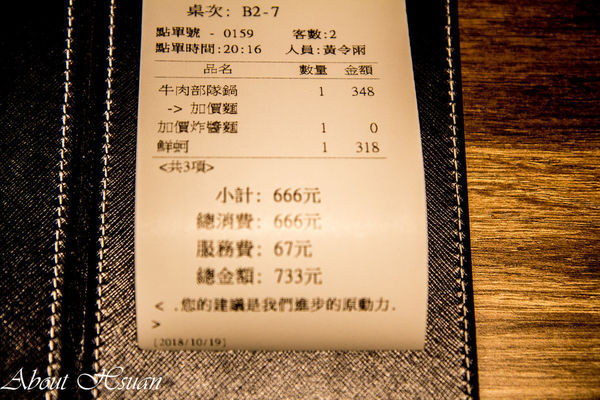 桌次: B2-7
點單號 - 0159 客數:2
點單時間:20:16 人員:黃令雨
品名 數量 金額
牛肉部隊鍋 1 348
-> 加價麵
加價炸醬麵 1 0
鮮蚵 1 318
<共3項>
小計: 666元
總消費: 666元
服務費: 67元
總金額: 733元
< .您的建議是我們進步的原動力.
>
[2018/10/19]
About Hsuan